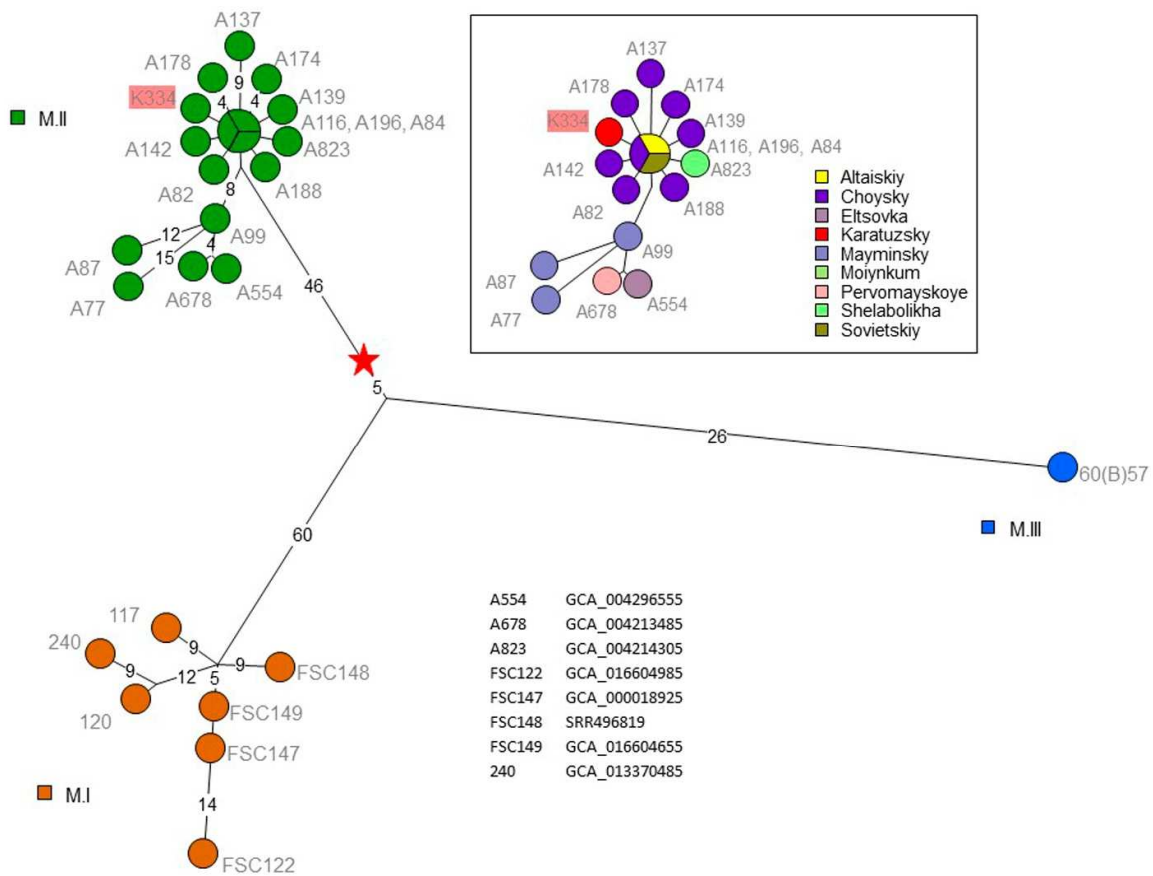 A137
A178
A174
9
K334
4
4
A139
A116, A196, A84
M.II
A142
A823
A82
8
A188
12
A99
4
15
A87
A678
A554
A77
46
5
26
60(B)57
M.III
60
117
240
9
9
9
12
5
FSC148
120
FSC149
FSC147
M.I
14
FSC122
A137
A178
A174
K334
A139
A116, A196, A84
A142
A823
A82
A188
A99
A87
A678
A554
A77
Altaiskiy
Choysky
Eltsovka
Karatuzsky
Mayminsky
Moiynkum
Pervomayskoye
Shelabolikha
Sovietskiy
A554 GCA_004296555
A678 GCA_004213485
A823 GCA_004214305
FSC122 GCA_016604985
FSC147 GCA_000018925
FSC148 SRR496819
FSC149 GCA_016604655
240 GCA_013370485